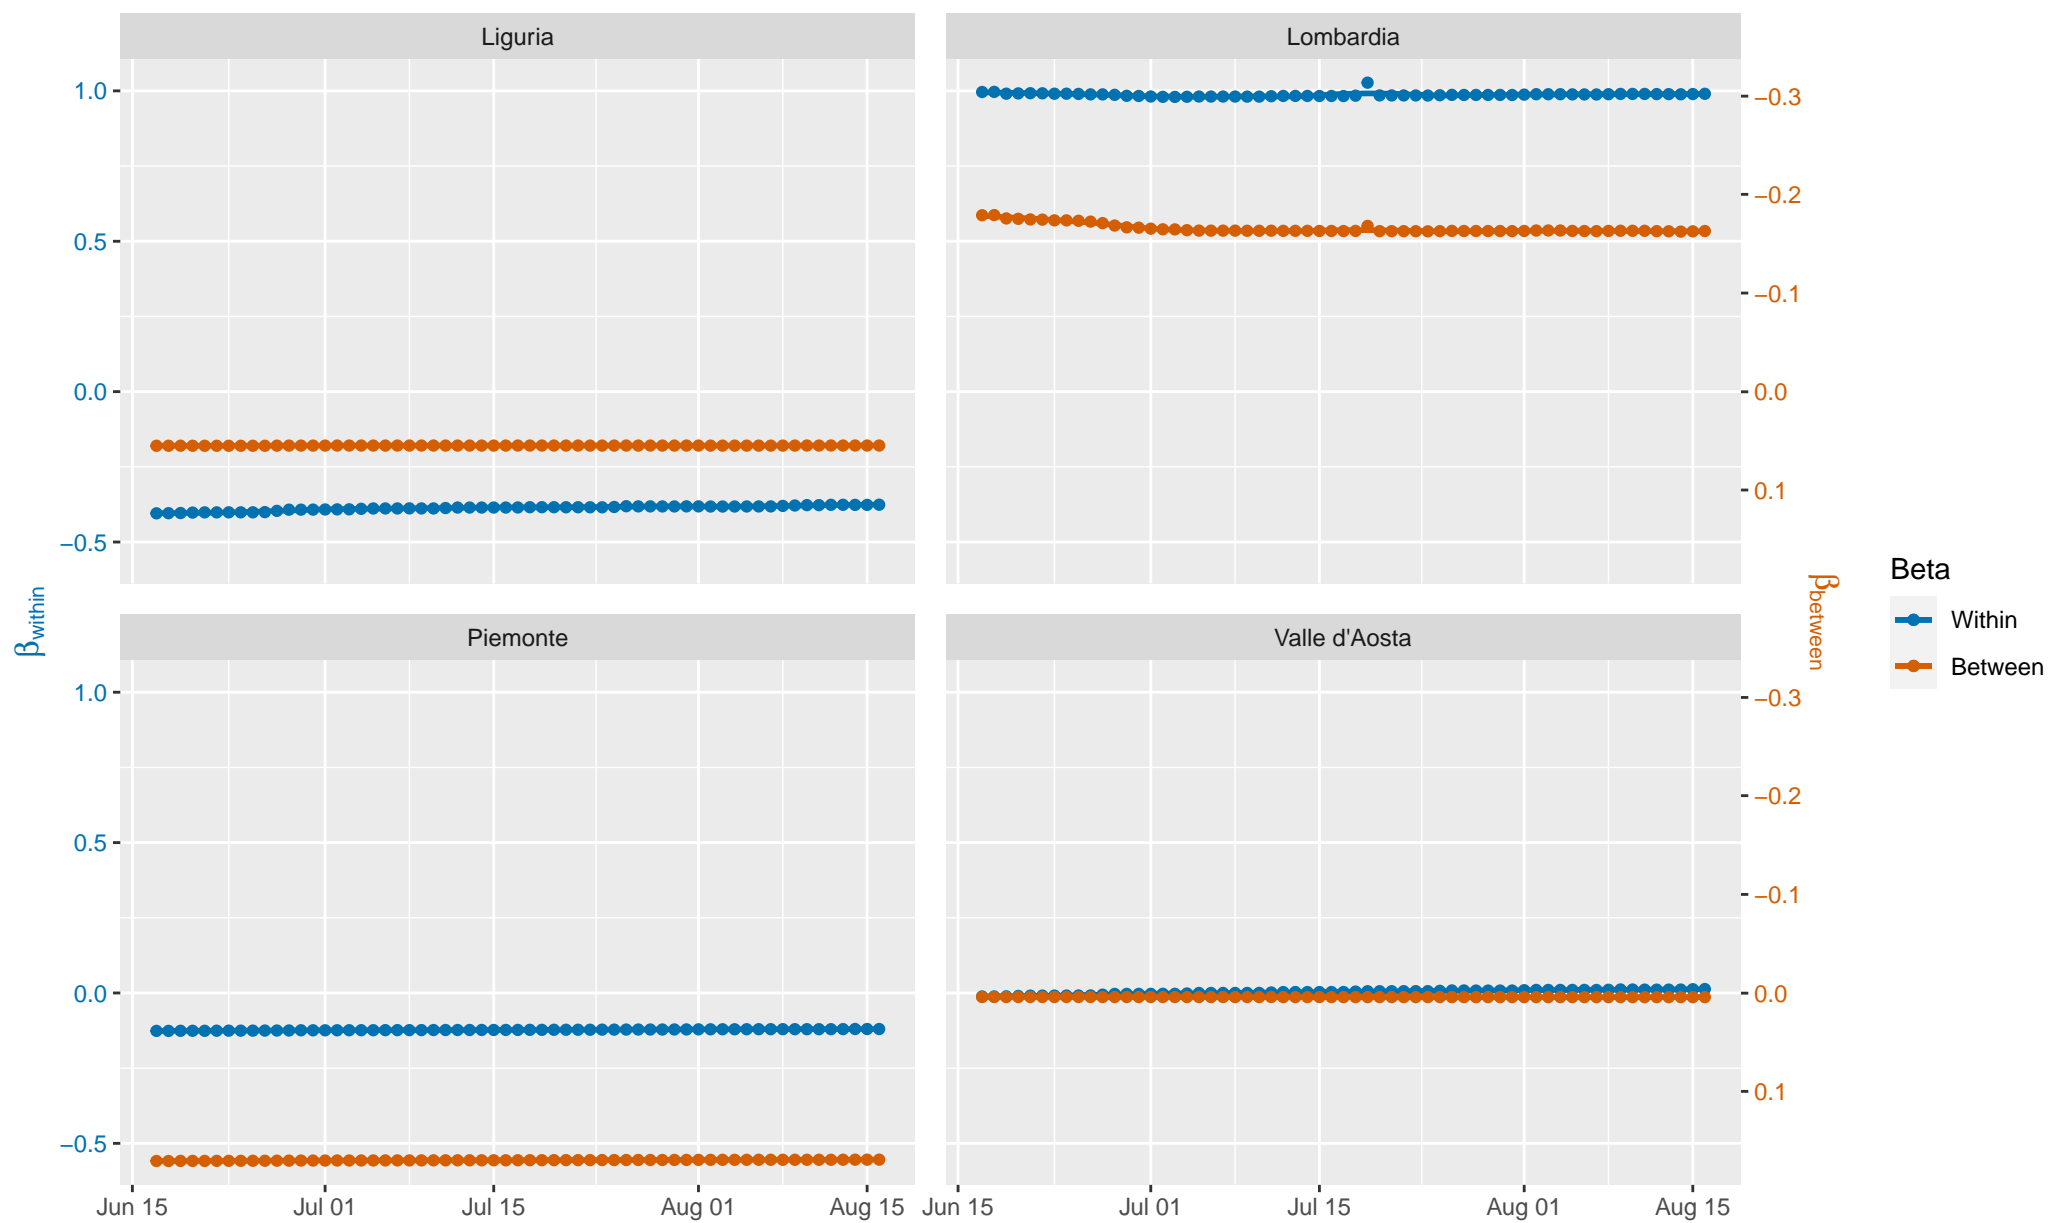 Liguria
Lombardia
1.0
0.5
0.0
−0.5
−0.3
−0.2
−0.1
0.0
0.1
βwithin
βbetween
Beta
Within
Between
Piemonte
Valle d'Aosta
1.0
0.5
0.0
−0.5
−0.3
−0.2
−0.1
0.0
0.1
Jun 15 Jul 01 Jul 15 Aug 01 Aug 15 Jun 15 Jul 01 Jul 15 Aug 01 Aug 15